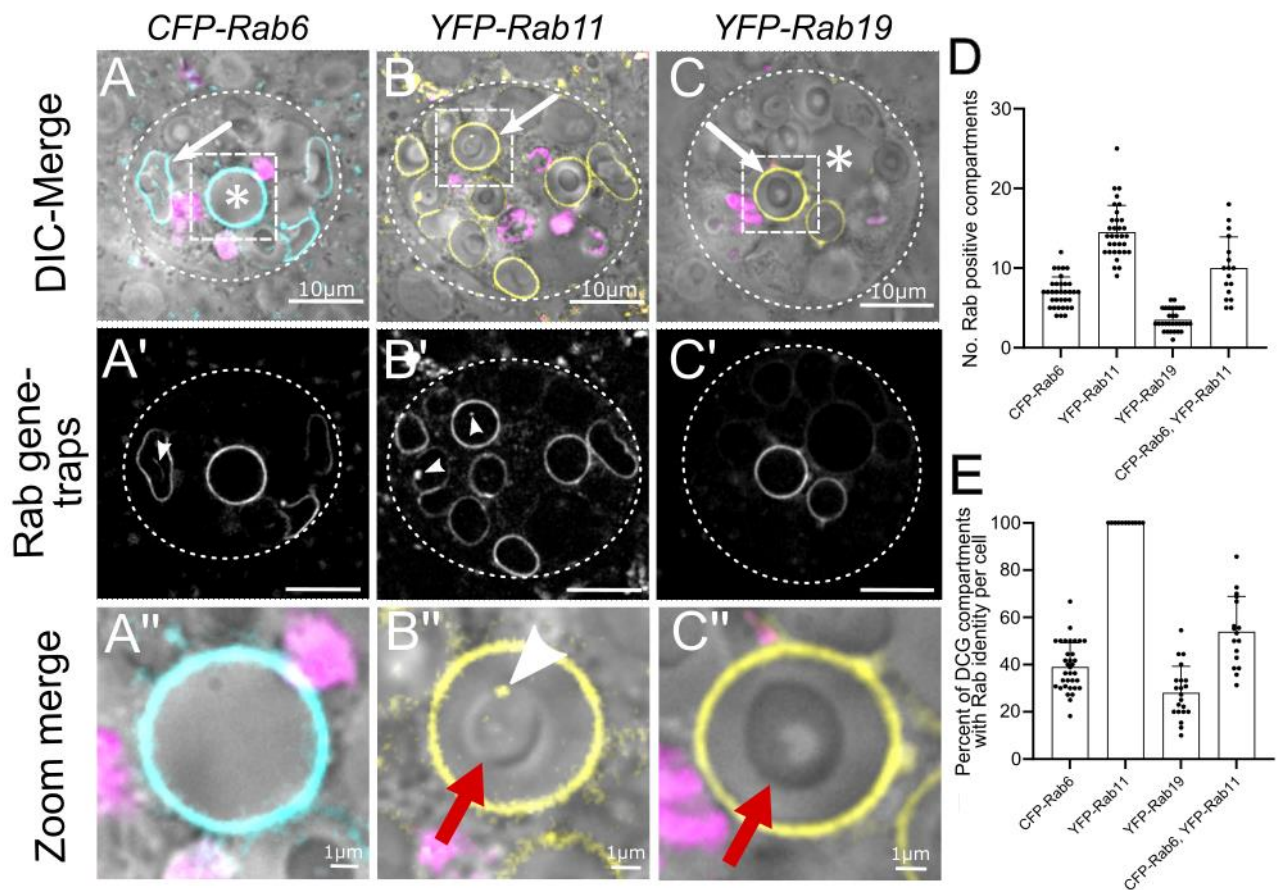 CFP-Rab6
YFP-Rab11
YFP-Rab19
DIC-Merge
A
10µm
B
10µm
C
10µm
Rab gene-
traps
A'
B'
C'
Zoom merge
A''
B''
1µm
C''
1µm
D
No. Rab positive compartments
30
20
10
0
CFP-Rab6
YFP-Rab11
YFP-Rab19
CFP-Rab6, YFP-Rab11
E
Percent of DCG compartments
with Rab identity per cell
100
80
60
40
20
0
CFP-Rab6
YFP-Rab11
YFP-Rab19
CFP-Rab6, YFP-Rab11
1µm